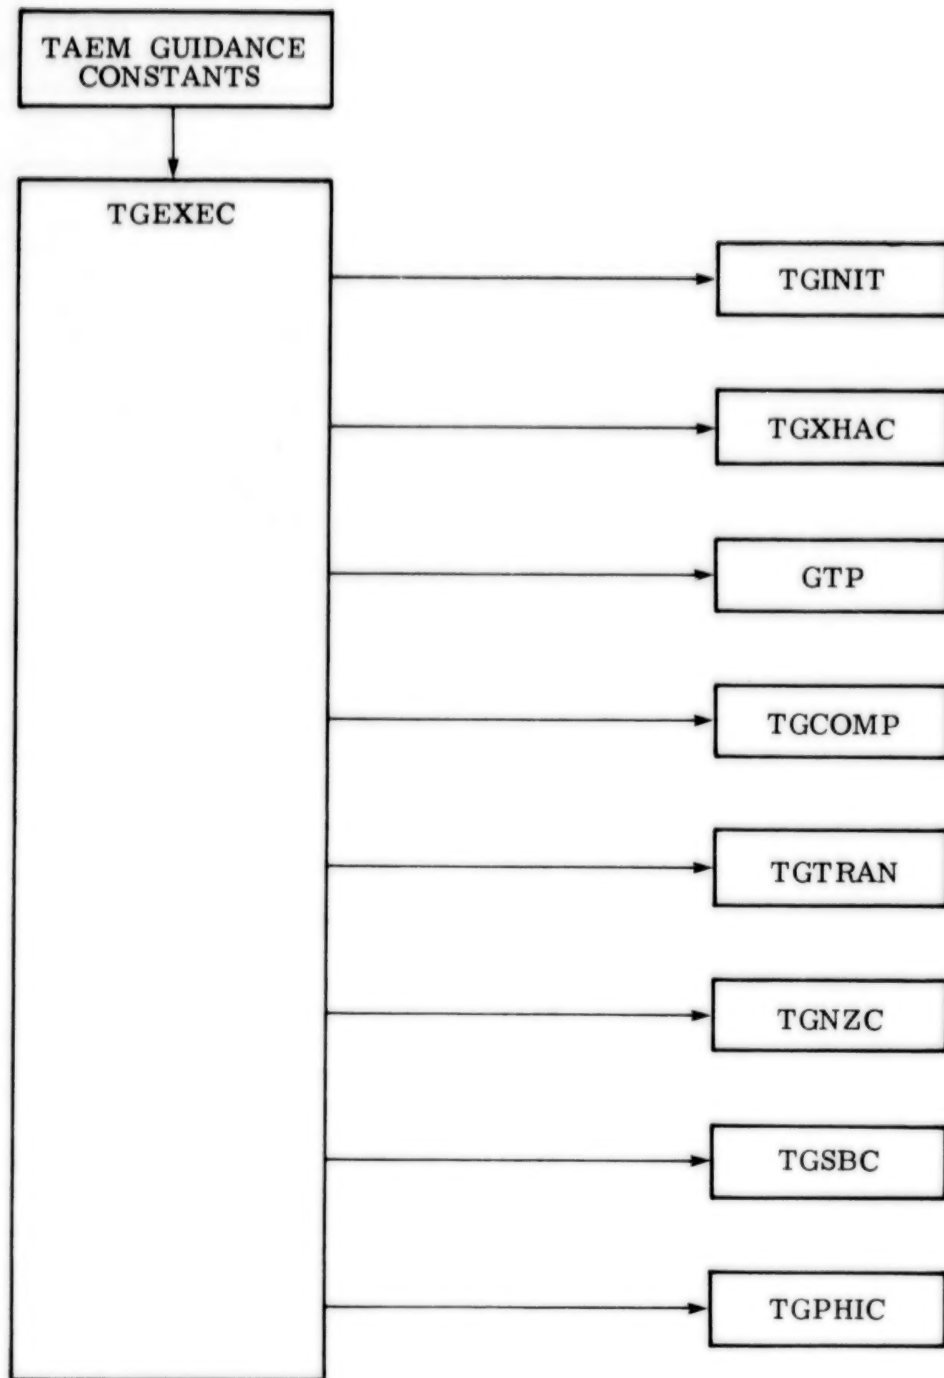 TAEM GUIDANCE
CONSTANTS
TGEXEC
TGINIT
TGXHAC
GTP
TGCOMP
TGTRAN
TGNZC
TGSBC
TGPHIC